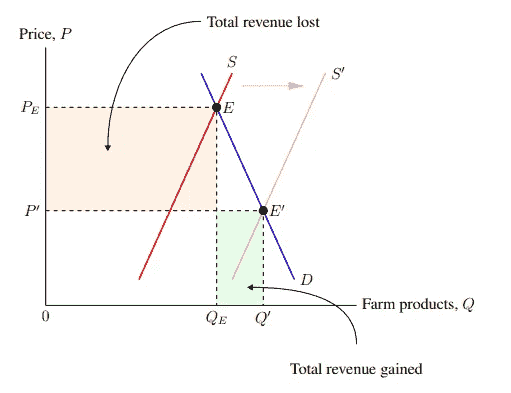 Total revenue lost
Price, P
S
S′
P_E
E
P′
E′
D
Farm products, Q
0
Q_E
Q′
Total revenue gained